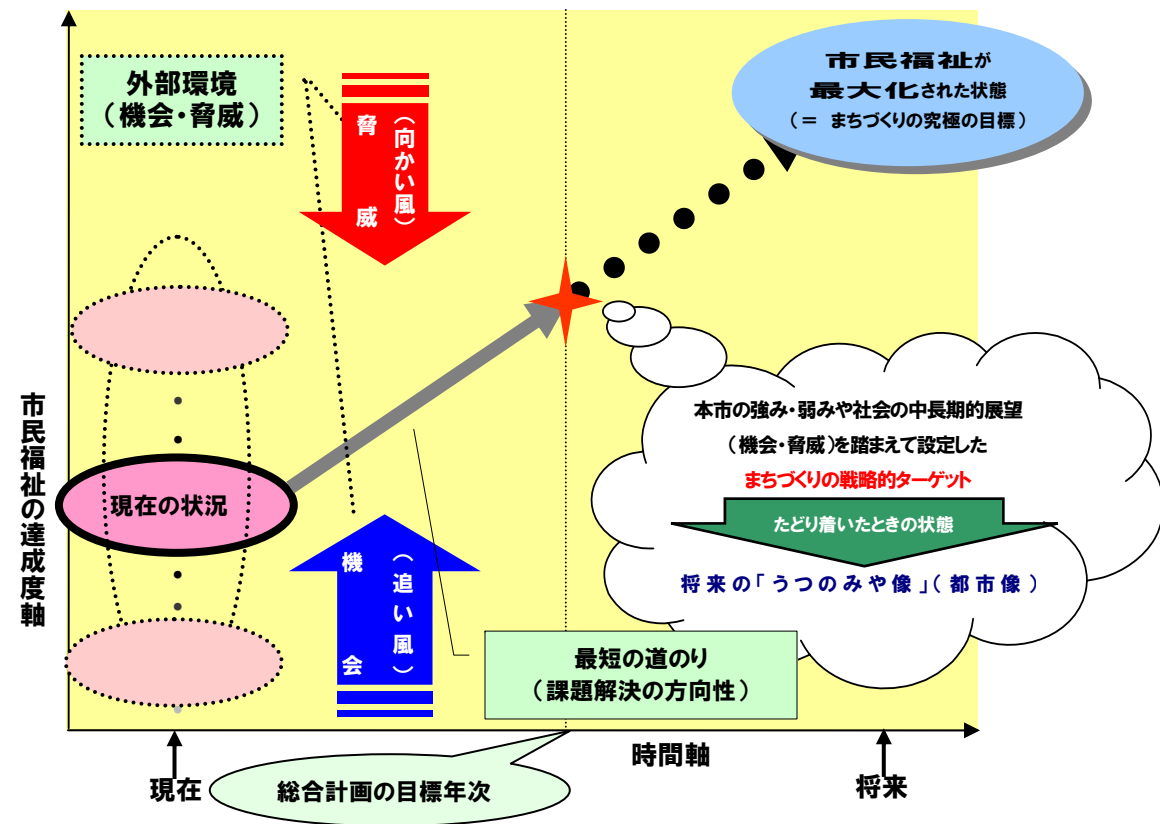 外部環境
（機会・脅威）
脅威
（向かい風）
市民福祉が
最大化された状態
（＝ まちづくりの究極の目標）
市民福祉の達成度軸
現在の状況
本市の強み・弱みや社会の中長期的展望
（機会・脅威）を踏まえて設定した
まちづくりの戦略的ターゲット
たどり着いたときの状態
将来の「うつのみや像」（都市像）
機会
（追い風）
最短の道のり
（課題解決の方向性）
時間軸
現在
総合計画の目標年次
将来